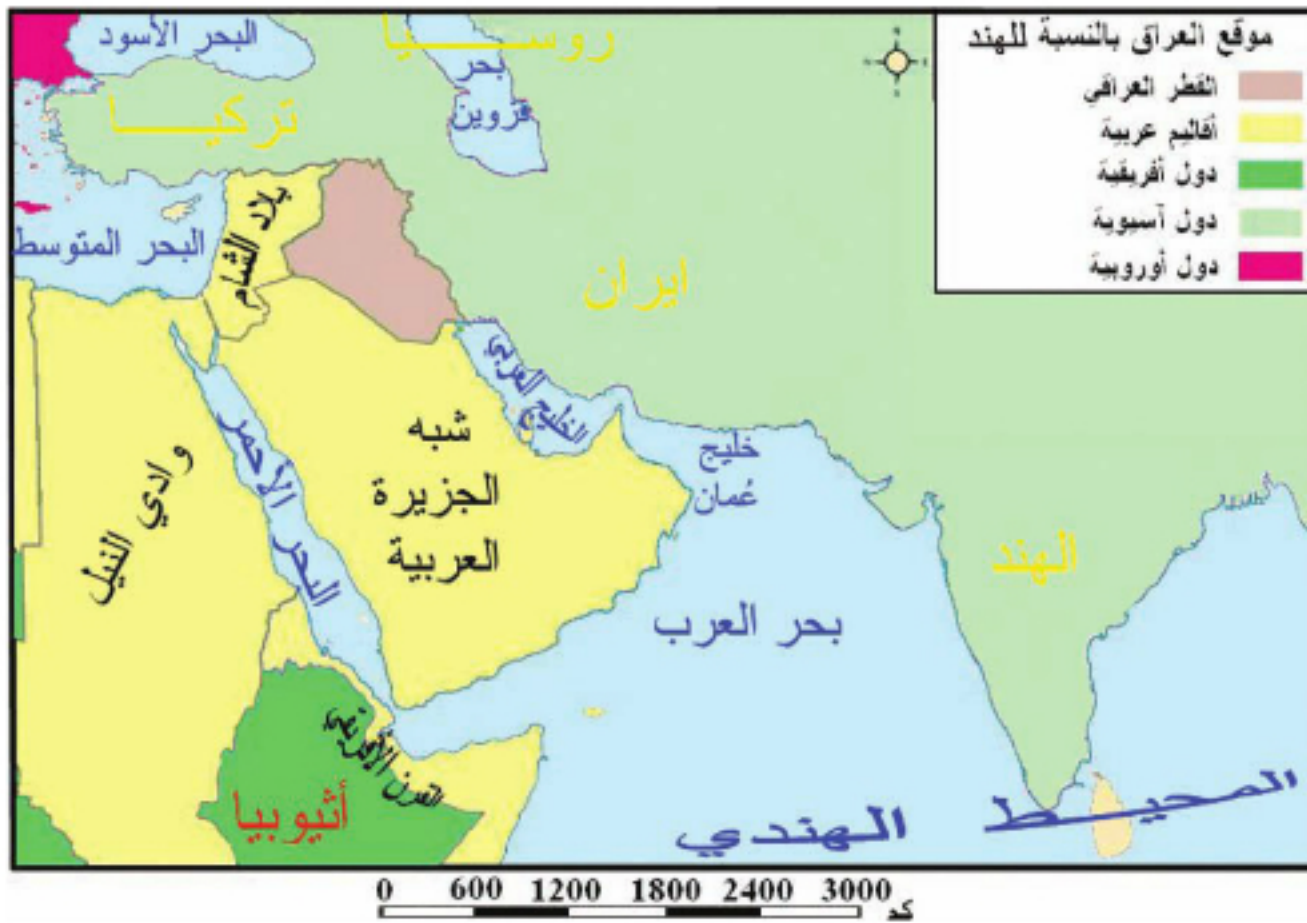 موقع العراق بالنسبة للهند
القطر العراقي
أقاليم عربية
دول أفريقية
دول آسيوية
دول أوروبية
روسيا
البحر الأسود
بحر
قزوين
تركيا
البحر المتوسط
بلاد الشام
ايران
الخليج العربي
خليج
عُمان
شبه
الجزيرة
العربية
البحر الأحمر
وادي النيل
الهند
بحر العرب
القرن الأفريقي
أثيوبيا
المحيط الهندي
0 600 1200 1800 2400 3000
كم